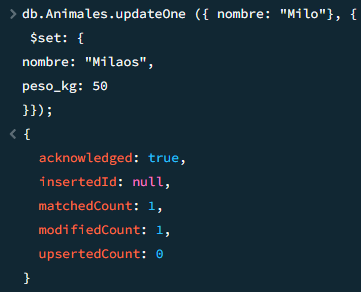 > db.Animales.updateOne ({ nombre: "Milo"}, {
$set: {
nombre: "Milaos",
peso_kg: 50
}});
< {
acknowledged: true,
insertedId: null,
matchedCount: 1,
modifiedCount: 1,
upsertedCount: 0
}